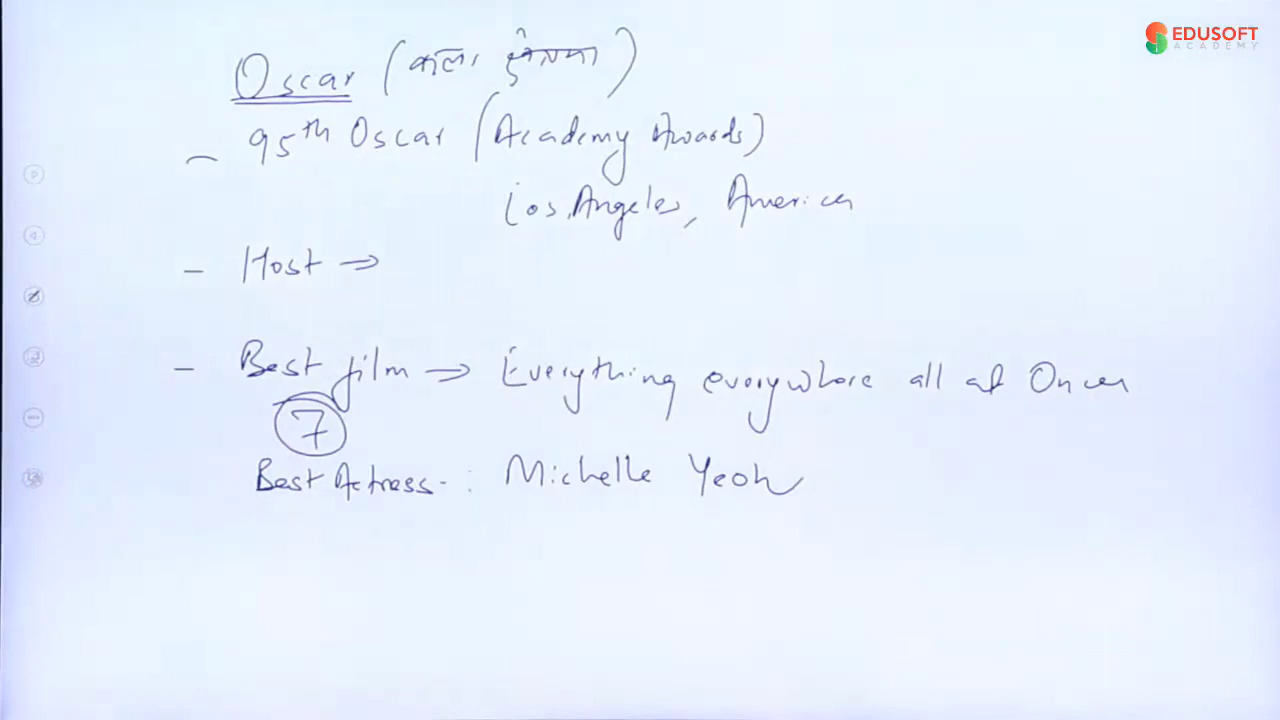 EDUSOFT
ACADEMY
Oscar (कला
95th Oscar (Academy Awards)
Los Angeles, America
- Host →
- Best film → Everything everywhere all at Once
7
Best Actress - : Michelle Yeoh